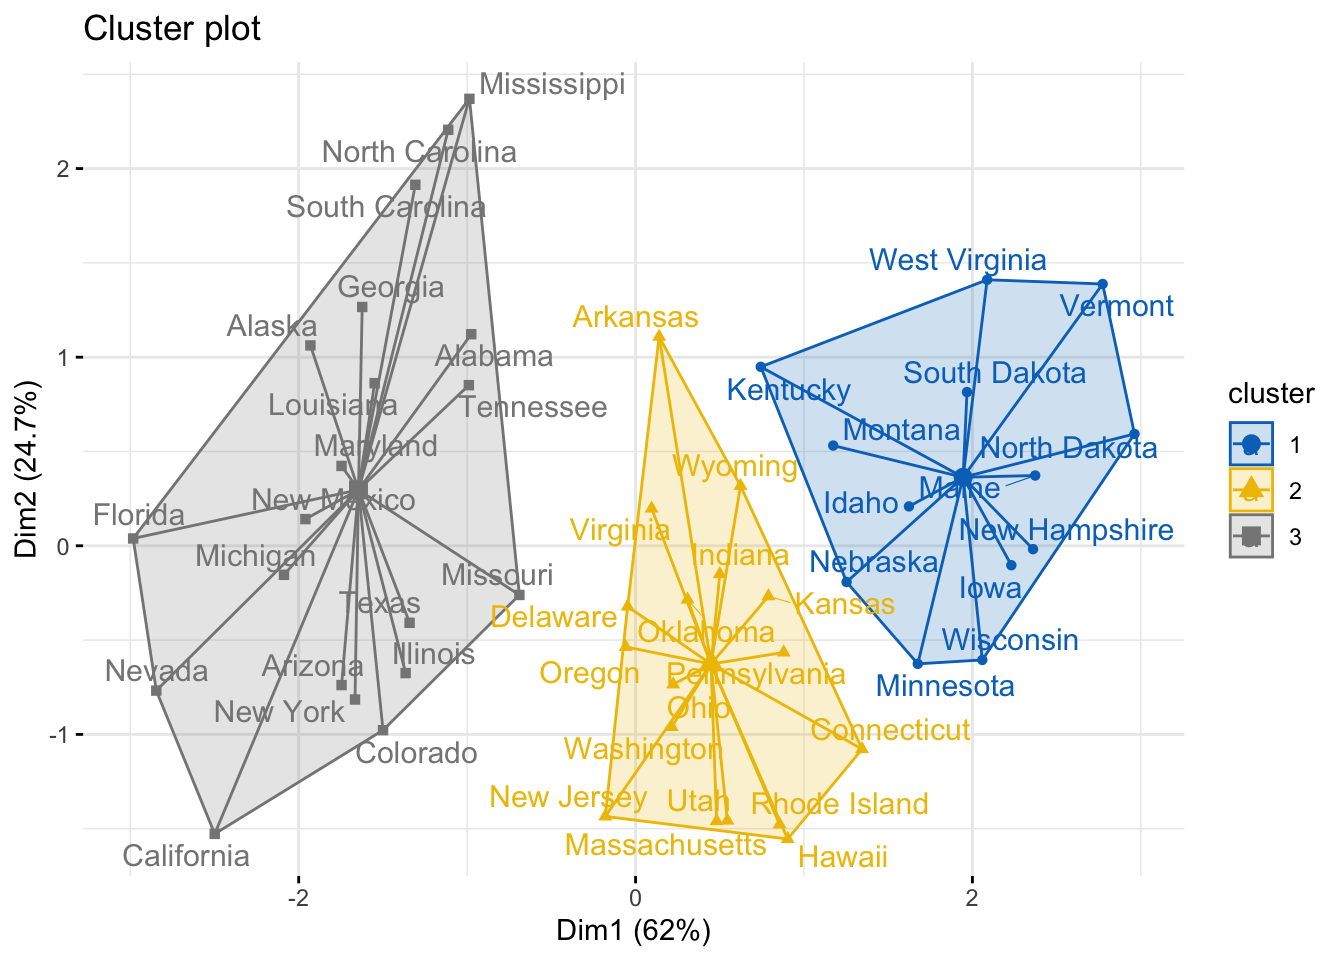 Cluster plot
Mississippi
North Carolina
South Carolina
West Virginia
Georgia
Vermont
Arkansas
Alaska
Alabama
South Dakota
Kentucky
Louisiana
Tennessee
Montana
Maryland
North Dakota
Wyoming
Maine
New Mexico
Idaho
Florida
Virginia
New Hampshire
Michigan
Indiana
Nebraska
Missouri
Iowa
Texas
Kansas
Delaware
Oklahoma
Wisconsin
Illinois
Nevada
Arizona
Oregon
Pennsylvania
Minnesota
New York
Ohio
Connecticut
Washington
Colorado
New Jersey
Utah
Rhode Island
Massachusetts
California
Hawaii
2
1
0
-1
-2
0
2
Dim1 (62%)
Dim2 (24.7%)
cluster
a 1
a 2
a 3